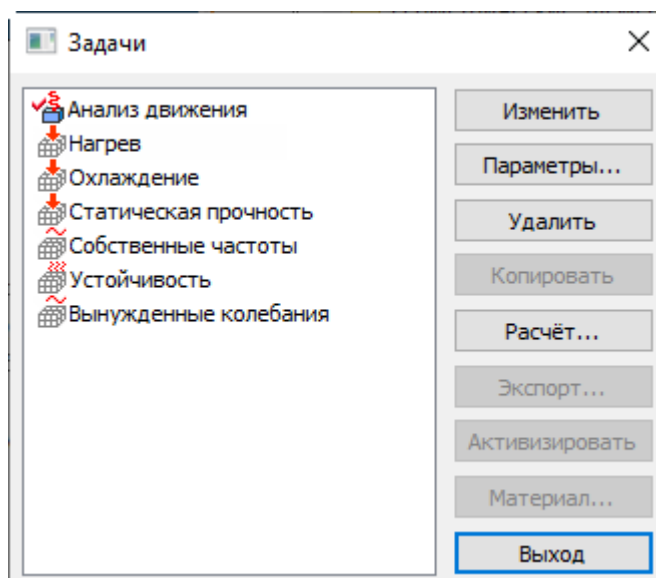 Задачи
Анализ движения
Нагрев
Охлаждение
Статическая прочность
Собственные частоты
Устойчивость
Вынужденные колебания
Изменить
Параметры...
Удалить
Копировать
Расчёт...
Экспорт...
Активизировать
Материал...
Выход